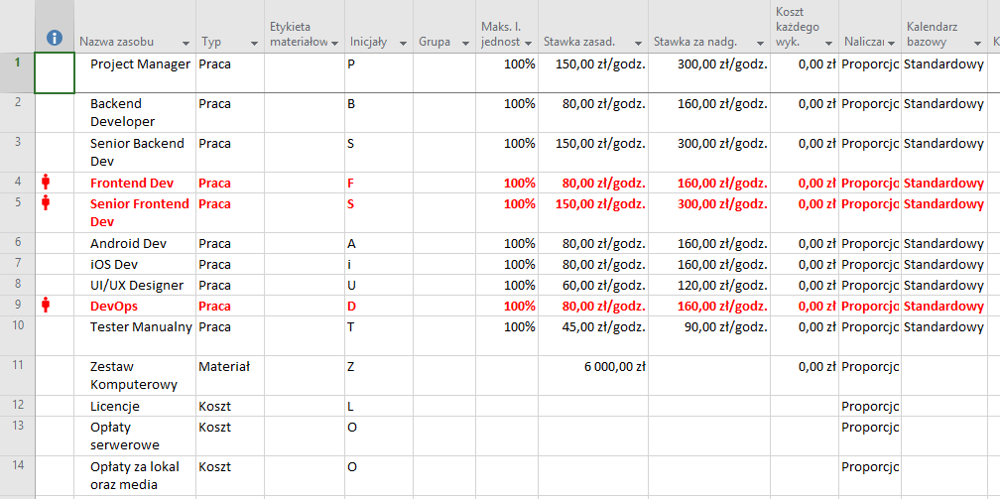 Nazwa zasobu Typ Etykieta materiałow Inicjały Grupa Maks. l. jednost Stawka zasad. Stawka za nadg. Koszt każdego wyk. Nalicza Kalendarz bazowy K
1 Project Manager Praca P 100% 150,00 zł/godz. 300,00 zł/godz. 0,00 zł Proporcjo Standardowy
2 Backend Praca B 100% 80,00 zł/godz. 160,00 zł/godz. 0,00 zł Proporcjo Standardowy
Developer
3 Senior Backend Praca S 100% 150,00 zł/godz. 300,00 zł/godz. 0,00 zł Proporcjo Standardowy
Dev
4 Frontend Dev Praca F 100% 80,00 zł/godz. 160,00 zł/godz. 0,00 zł Proporcjo Standardowy
5 Senior Frontend Praca S 100% 150,00 zł/godz. 300,00 zł/godz. 0,00 zł Proporcjo Standardowy
Dev
6 Android Dev Praca A 100% 80,00 zł/godz. 160,00 zł/godz. 0,00 zł Proporcjo Standardowy
7 iOS Dev Praca i 100% 80,00 zł/godz. 160,00 zł/godz. 0,00 zł Proporcjo Standardowy
8 UI/UX Designer Praca U 100% 60,00 zł/godz. 120,00 zł/godz. 0,00 zł Proporcjo Standardowy
9 DevOps Praca D 100% 80,00 zł/godz. 160,00 zł/godz. 0,00 zł Proporcjo Standardowy
10 Tester Manualny Praca T 100% 45,00 zł/godz. 90,00 zł/godz. 0,00 zł Proporcjo Standardowy
11 Zestaw Materiał Z 6 000,00 zł 0,00 zł Proporcjo
Komputerowy
12 Licencje Koszt L Proporcjo
13 Opłaty Koszt O Proporcjo
serwerowe
14 Opłaty za lokal Koszt O Proporcjo
oraz media